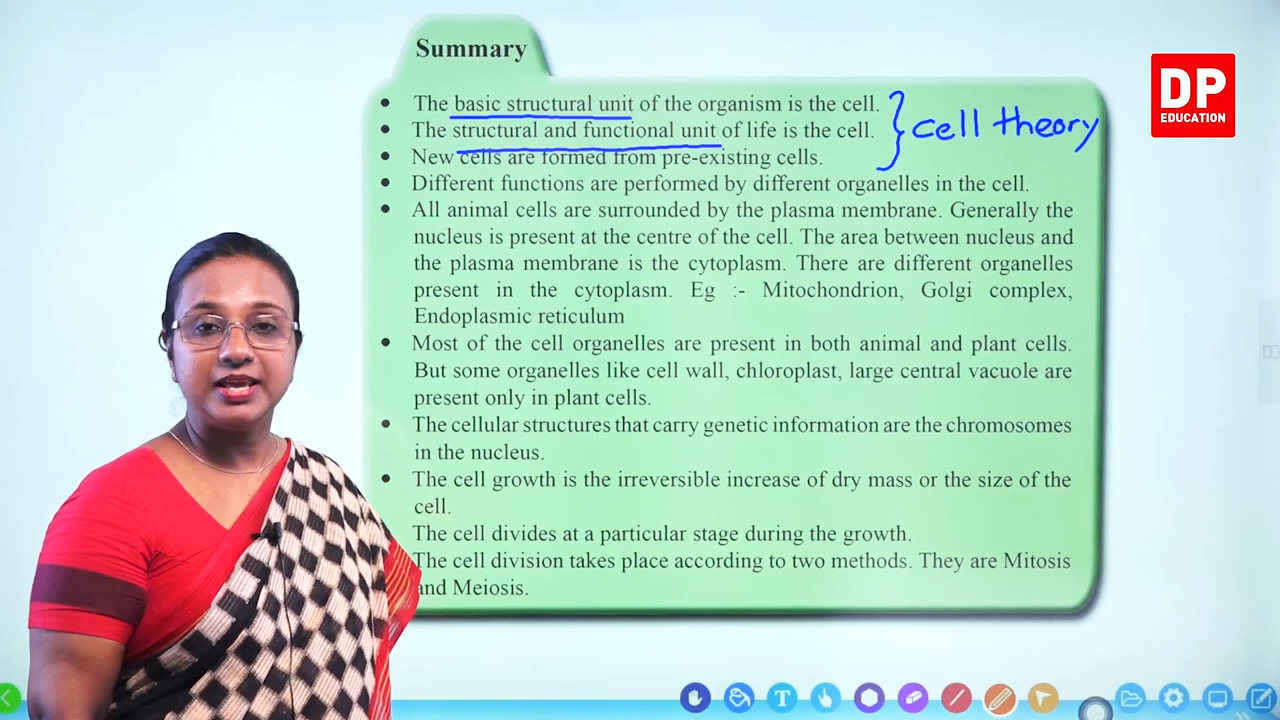 Summary
• The basic structural unit of the organism is the cell.
• The structural and functional unit of life is the cell.
• New cells are formed from pre-existing cells.
cell theory
• Different functions are performed by different organelles in the cell.
• All animal cells are surrounded by the plasma membrane. Generally the
nucleus is present at the centre of the cell. The area between nucleus and
the plasma membrane is the cytoplasm. There are different organelles
present in the cytoplasm. Eg :- Mitochondrion, Golgi complex,
Endoplasmic reticulum
• Most of the cell organelles are present in both animal and plant cells.
But some organelles like cell wall, chloroplast, large central vacuole are
present only in plant cells.
• The cellular structures that carry genetic information are the chromosomes
in the nucleus.
• The cell growth is the irreversible increase of dry mass or the size of the
cell.
The cell divides at a particular stage during the growth.
The cell division takes place according to two methods. They are Mitosis
and Meiosis.
DP
EDUCATION
T